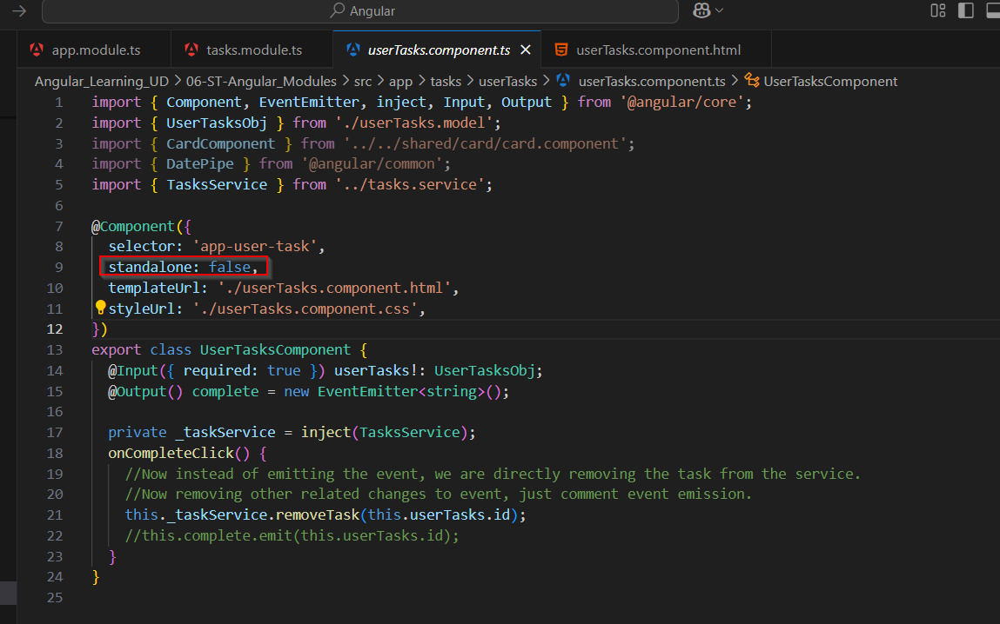 Angular
app.module.ts
tasks.module.ts
userTasks.component.ts
userTasks.component.html
Angular_Learning_UD > 06-ST-Angular_Modules > src > app > tasks > userTasks > userTasks.component.ts > UserTasksComponent
1 import { Component, EventEmitter, inject, Input, Output } from '@angular/core';
2 import { UserTasksObj } from './userTasks.model';
3 import { CardComponent } from '../../shared/card/card.component';
4 import { DatePipe } from '@angular/common';
5 import { TasksService } from '../tasks.service';
6
7 @Component({
8 selector: 'app-user-task',
9 standalone: false,
10 templateUrl: './userTasks.component.html',
11 styleUrl: './userTasks.component.css',
12 })
13 export class UserTasksComponent {
14 @Input({ required: true }) userTasks!: UserTasksObj;
15 @Output() complete = new EventEmitter<string>();
16
17 private _taskService = inject(TasksService);
18 onCompleteClick() {
19 //Now instead of emitting the event, we are directly removing the task from the service.
20 //Now removing other related changes to event, just comment event emission.
21 this._taskService.removeTask(this.userTasks.id);
22 //this.complete.emit(this.userTasks.id);
23 }
24 }
25